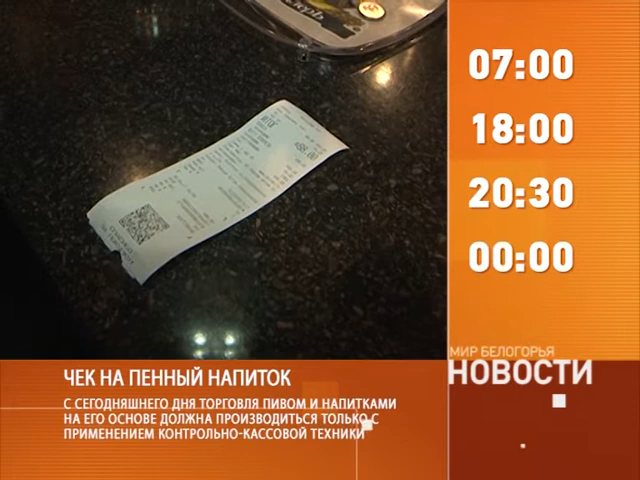 07:00
18:00
20:30
00:00
МИР БЕЛОГОРЬЯ
НОВОСТИ
ЧЕК НА ПЕННЫЙ НАПИТОК
С СЕГОДНЯШНЕГО ДНЯ ТОРГОВЛЯ ПИВОМ И НАПИТКАМИ
НА ЕГО ОСНОВЕ ДОЛЖНА ПРОИЗВОДИТЬСЯ ТОЛЬКО С
ПРИМЕНЕНИЕМ КОНТРОЛЬНО-КАССОВОЙ ТЕХНИКИ